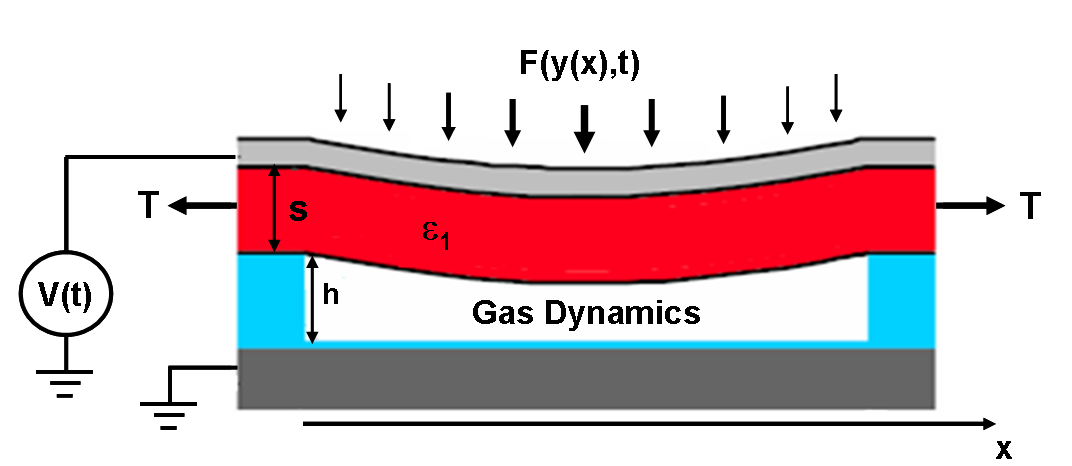 F(y(x),t)
T
s
T
ε1
V(t)
h
Gas Dynamics
x